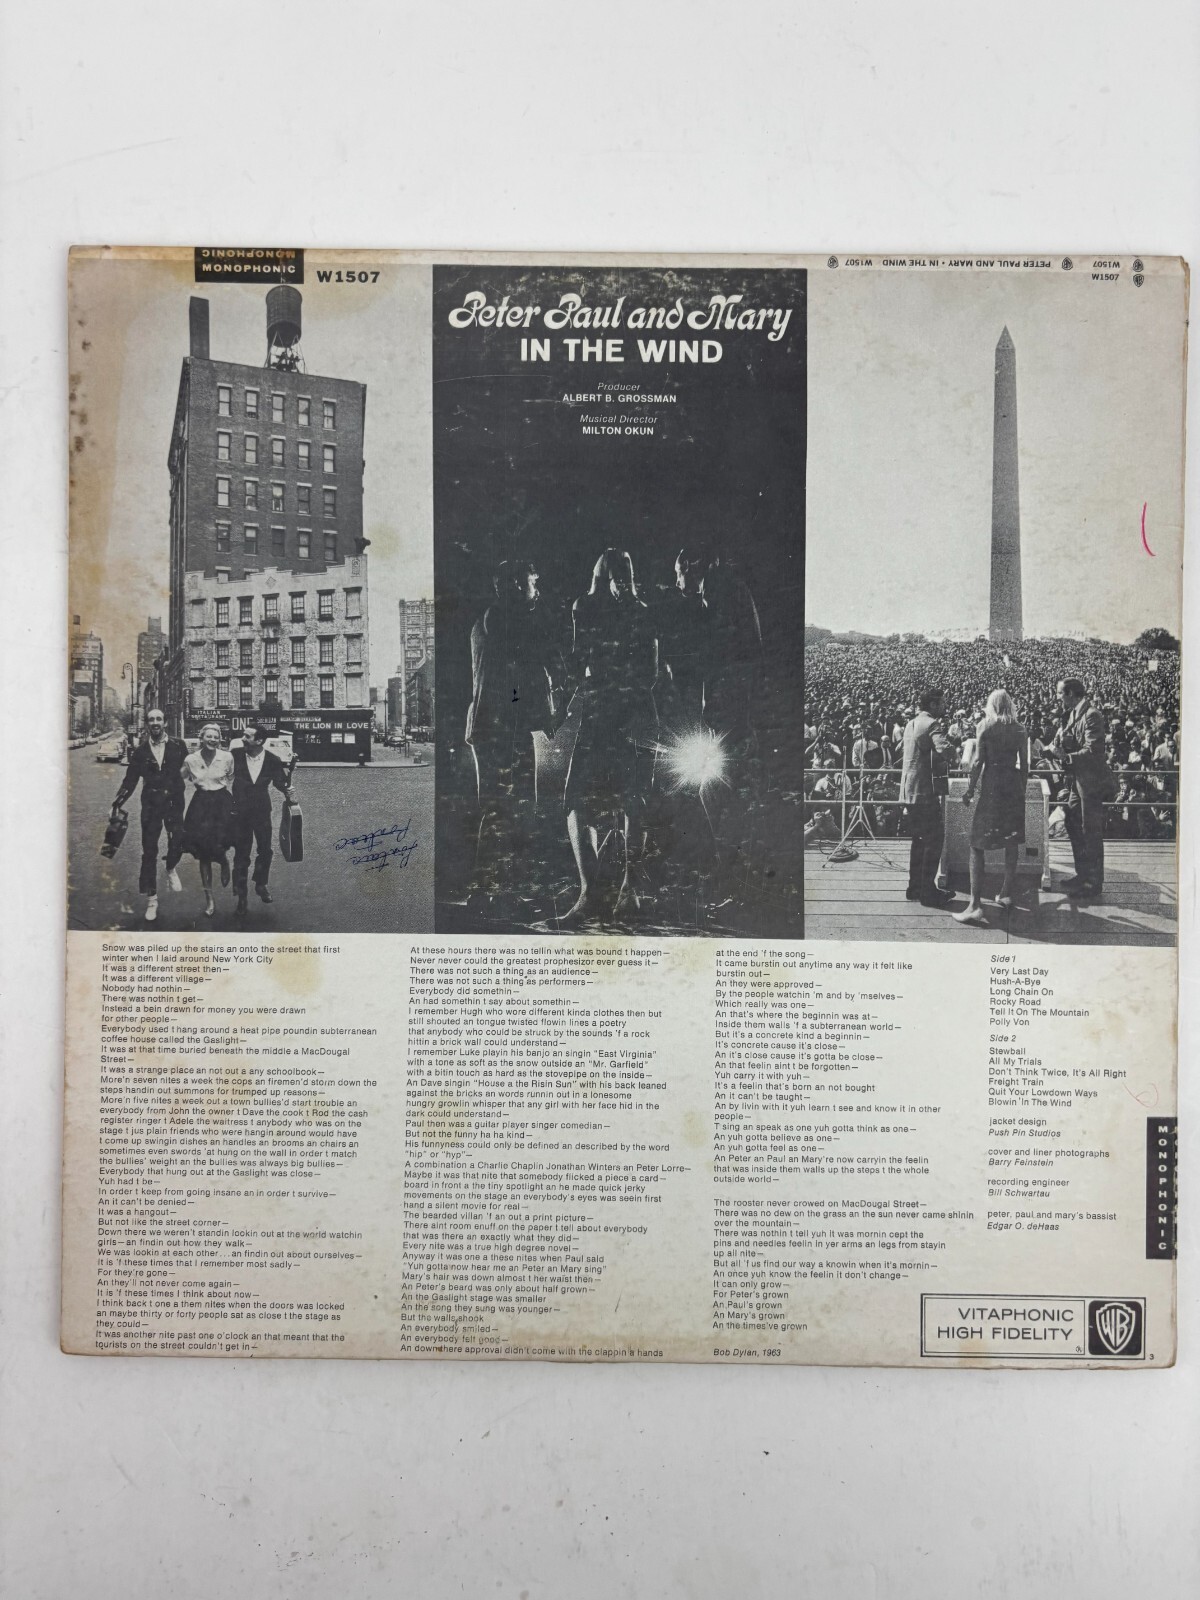 MONOPHONIC
MONOPHONIC
W1507
W1507 PETER PAUL AND MARY • IN THE WIND W1507
W1507
Peter Paul and Mary
IN THE WIND
Producer
ALBERT B. GROSSMAN
Musical Director
MILTON OKUN
ITALIAN
RESTAURANT
ONE
THE LION IN LOVE
Snow was piled up the stairs an onto the street that first
winter when I laid around New York City
It was a different street then—
It was a different village—
Nobody had nothin—
There was nothin t get—
Instead a bein drawn for money you were drawn
for other people—
Everybody used t hang around a heat pipe poundin subterranean
coffee house called the Gaslight—
It was at that time buried beneath the middle a MacDougal
Street—
It was a strange place an not out a any schoolbook—
More'n seven nites a week the cops an firemen'd storm down the
steps handin out summons for trumped up reasons—
More'n five nites a week out a town bullies'd start trouble an
everybody from John the owner t Dave the cook t Rod the cash
register ringer t Adele the waitress t anybody who was on the
stage t jus plain friends who were hangin around would have
t come up swingin dishes an handles an brooms an chairs an
sometimes even swords 'at hung on the wall in order t match
the bullies' weight an the bullies was always big bullies—
Everybody that hung out at the Gaslight was close—
Yuh had t be—
In order t keep from going insane an in order t survive—
An it can't be denied—
It was a hangout—
But not like the street corner—
Down there we weren't standin lookin out at the world watchin
girls—an findin out how they walk—
We was lookin at each other...an findin out about ourselves—
It is 'f these times that I remember most sadly—
For they're gone—
An they'll not never come again—
It is 'f these times I think about now—
I think back t one a them nites when the doors was locked
an maybe thirty or forty people sat as close t the stage as
they could—
It was another nite past one o'clock an that meant that the
tourists on the street couldn't get in—
At these hours there was no tellin what was bound t happen—
Never never could the greatest prophesizor ever guess it—
There was not such a thing as an audience—
There was not such a thing as performers—
Everybody did somethin—
An had somethin t say about somethin—
I remember Hugh who wore different kinda clothes then but
still shouted an tongue twisted flowin lines a poetry
that anybody who could be struck by the sounds 'f a rock
hittin a brick wall could understand—
I remember Luke playin his banjo an singin "East Virginia"
with a tone as soft as the snow outside an "Mr. Garfield"
with a bitin touch as hard as the stovepipe on the inside—
An Dave singin "House a the Risin Sun" with his back leaned
against the bricks an words runnin out in a lonesome
hungry growlin whisper that any girl with her face hid in the
dark could understand—
Paul then was a guitar player singer comedian—
But not the funny ha ha kind—
His funnyness could only be defined an described by the word
"hip" or "hyp"—
A combination a Charlie Chaplin Jonathan Winters an Peter Lorre—
Maybe it was that nite that somebody flicked a piece a card—
board in front a the tiny spotlight an he made quick jerky
movements on the stage an everybody's eyes was seein first
hand a silent movie for real—
The bearded villan 'f an out a print picture—
There aint room enuff on the paper t tell about everybody
that was there an exactly what they did—
Every nite was a true high degree novel—
Anyway it was one a these nites when Paul said
"Yuh gotta now hear me an Peter an Mary sing"
Mary's hair was down almost t her waist then—
An Peter's beard was only about half grown—
An the Gaslight stage was smaller
An the song they sung was younger—
But the walls shook
An everybody smiled—
An everybody felt good—
An down there approval didn't come with the clappin a hands
at the end 'f the song—
It came burstin out anytime any way it felt like
burstin out—
An they were approved—
By the people watchin 'm and by 'mselves—
Which really was one—
An that's where the beginnin was at—
Inside them walls 'f a subterranean world—
But it's a concrete kind a beginnin—
It's concrete cause it's close—
An it's close cause it's gotta be close—
An that feelin aint t be forgotten—
Yuh carry it with yuh—
It's a feelin that's born an not bought
An it can't be taught—
An by livin with it yuh learn t see and know it in other
people—
T sing an speak as one yuh gotta think as one—
An yuh gotta believe as one—
An yuh gotta feel as one—
An Peter an Paul an Mary're now carryin the feelin
that was inside them walls up the steps t the whole
outside world—
The rooster never crowed on MacDougal Street—
There was no dew on the grass an the sun never came shinin
over the mountain—
There was nothin t tell yuh it was mornin cept the
pins and needles feelin in yer arms an legs from stayin
up all nite—
But all 'f us find our way a knowin when it's mornin—
An once yuh know the feelin it don't change—
It can only grow—
For Peter's grown
An Paul's grown
An Mary's grown
An the times've grown
Bob Dylan, 1963
Side 1
Very Last Day
Hush-A-Bye
Long Chain On
Rocky Road
Tell It On The Mountain
Polly Von
Side 2
Stewball
All My Trials
Don't Think Twice, It's All Right
Freight Train
Quit Your Lowdown Ways
Blowin' In The Wind
jacket design
Push Pin Studios
cover and liner photographs
Barry Feinstein
recording engineer
Bill Schwartau
peter, paul and mary's bassist
Edgar O. deHaas
MONOPHONIC
VITAPHONIC
HIGH FIDELITY
®
WB
3